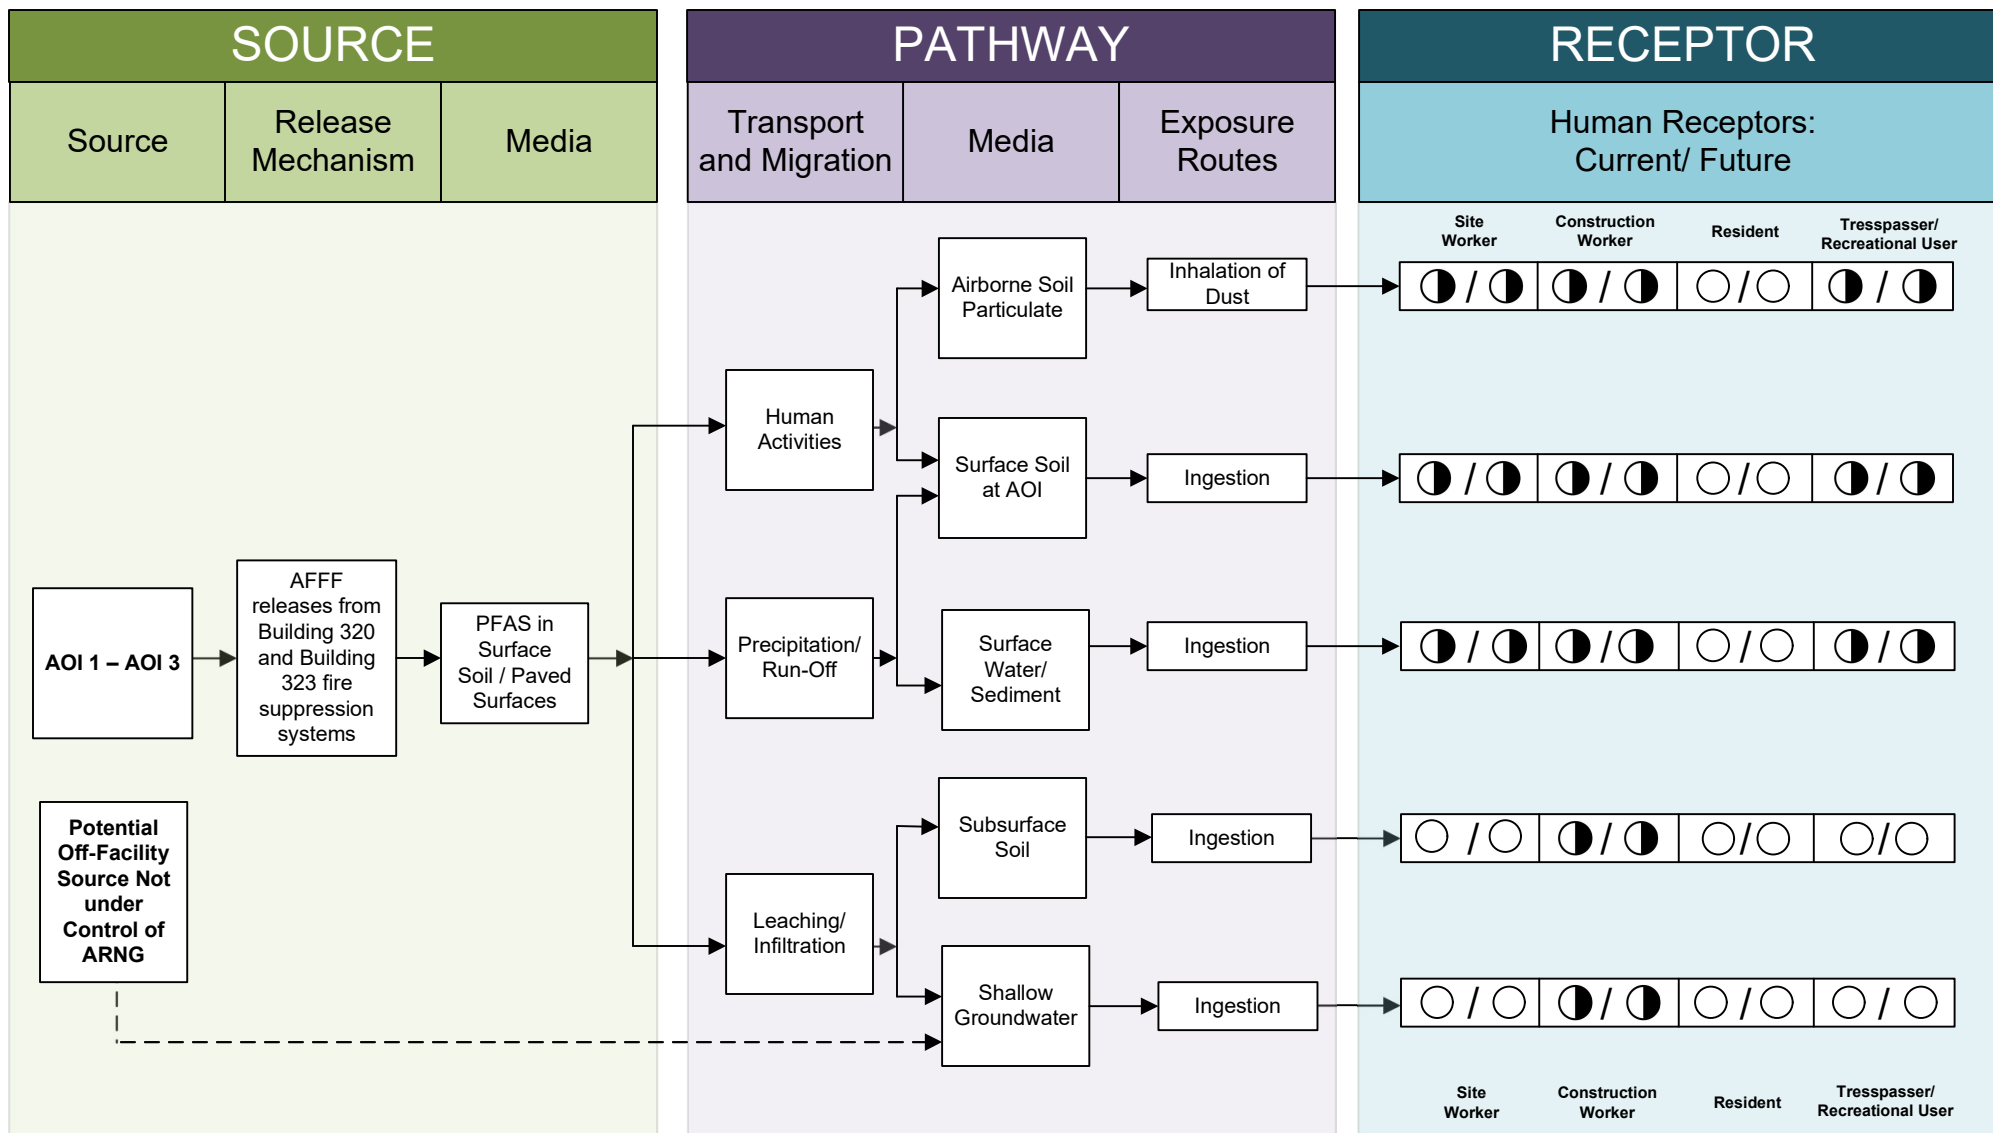 SOURCE
PATHWAY
RECEPTOR
Source
Release
Mechanism
Media
Transport
and Migration
Media
Exposure
Routes
Human Receptors:
Current/ Future
Site
Worker
Construction
Worker
Resident
Tresspasser/
Recreational User
Airborne Soil
Particulate
Inhalation of
Dust
/
/
/
/
Human
Activities
Surface Soil
at AOI
Ingestion
/
/
/
/
AOI 1 – AOI 3
AFFF
releases from
Building 320
and Building
323 fire
suppression
systems
PFAS in
Surface
Soil / Paved
Surfaces
Precipitation/
Run-Off
Surface
Water/
Sediment
Ingestion
/
/
/
/
Potential
Off-Facility
Source Not
under
Control of
ARNG
Subsurface
Soil
Ingestion
/
/
/
/
Leaching/
Infiltration
Shallow
Groundwater
Ingestion
/
/
/
/
Site
Worker
Construction
Worker
Resident
Tresspasser/
Recreational User